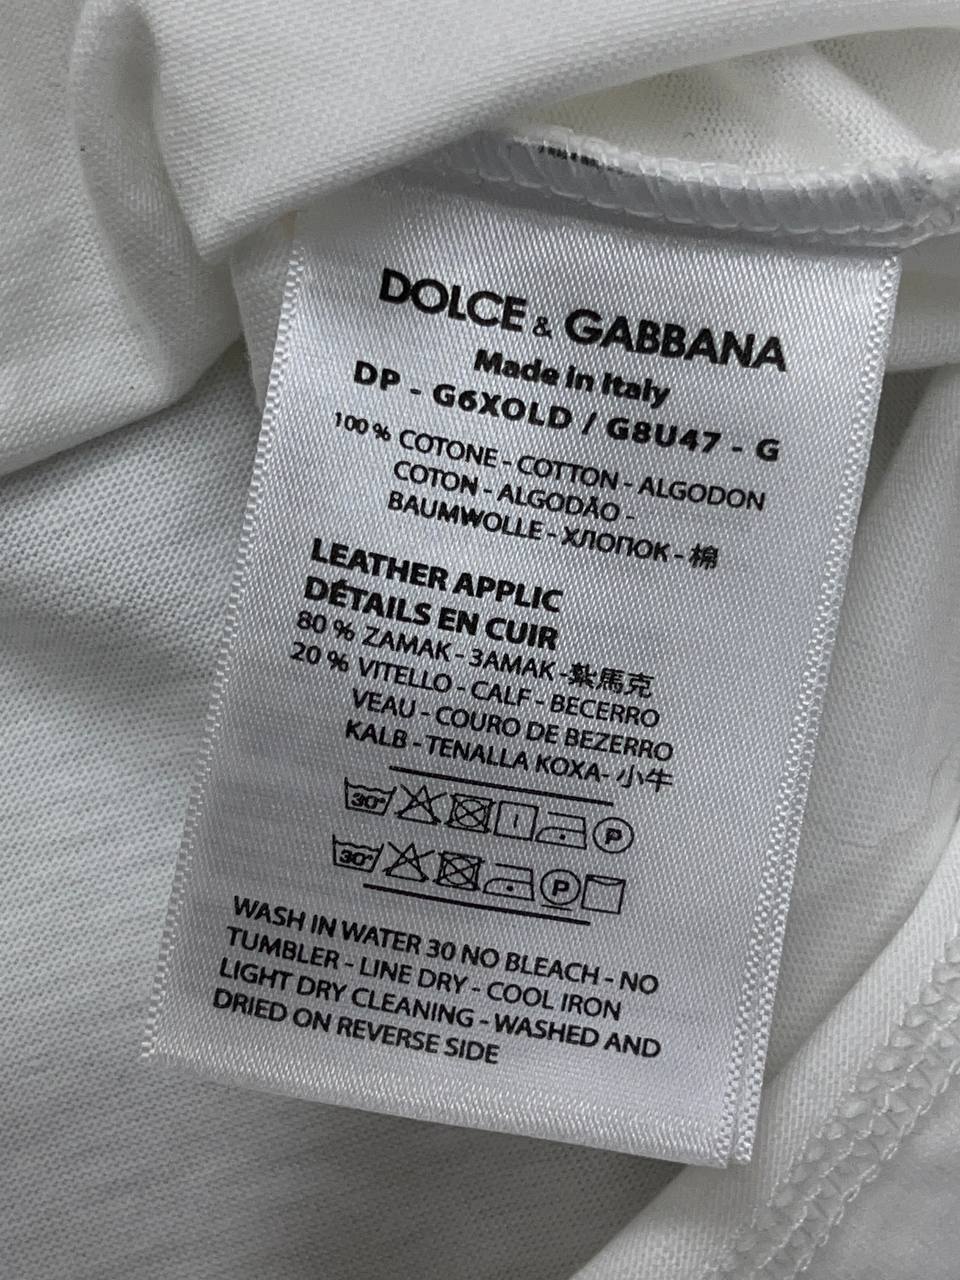 DOLCE & GABBANA
Made in Italy
DP - G6XOLD / G8U47 - G
100 % COTONE - COTTON - ALGODON
COTON - ALGODÃO -
BAUMWOLLE - ХЛОПОК - 棉
LEATHER APPLIC
DÉTAILS EN CUIR
80 % ZAMAK - ЗАМАК - 紮馬克
20 % VITELLO - CALF - BECERRO
VEAU - COURO DE BEZERRO
KALB - TENALLA KOXA- 小牛
30° P
30° P
WASH IN WATER 30 NO BLEACH - NO
TUMBLER - LINE DRY - COOL IRON
LIGHT DRY CLEANING - WASHED AND
DRIED ON REVERSE SIDE